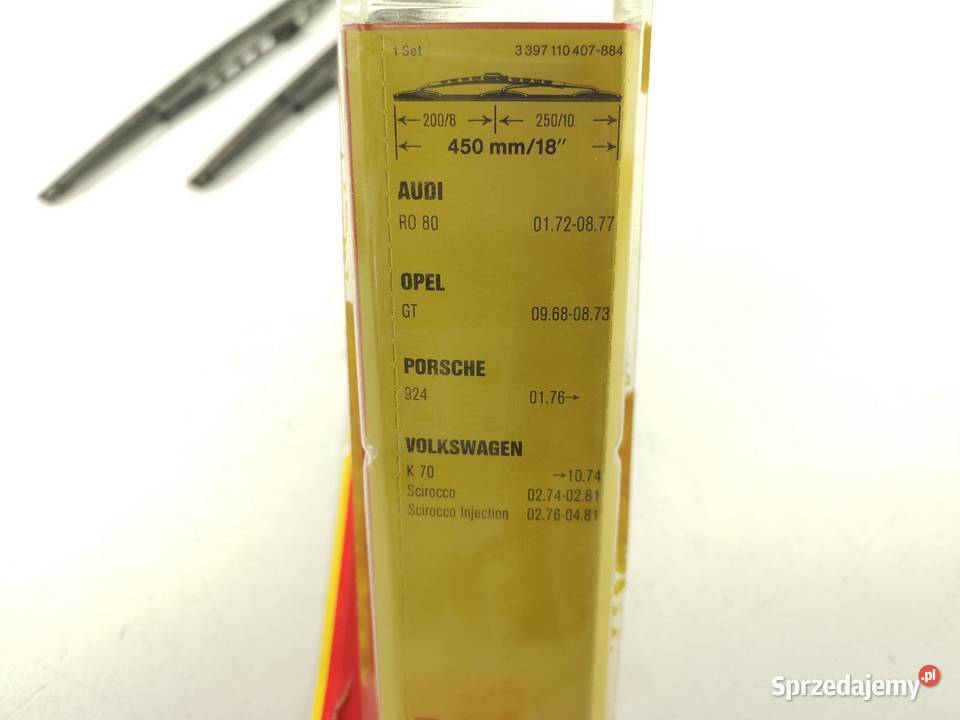 1 Set 3 397 110 407-884
200/8 250/10
450 mm/18"
AUDI
RO 80 01.72-08.77
OPEL
GT 09.68-08.73
PORSCHE
924 01.76→
VOLKSWAGEN
K 70 →10.74
Scirocco 02.74-02.81
Scirocco Injection 02.76-04.81
Sprzedajemy.pl